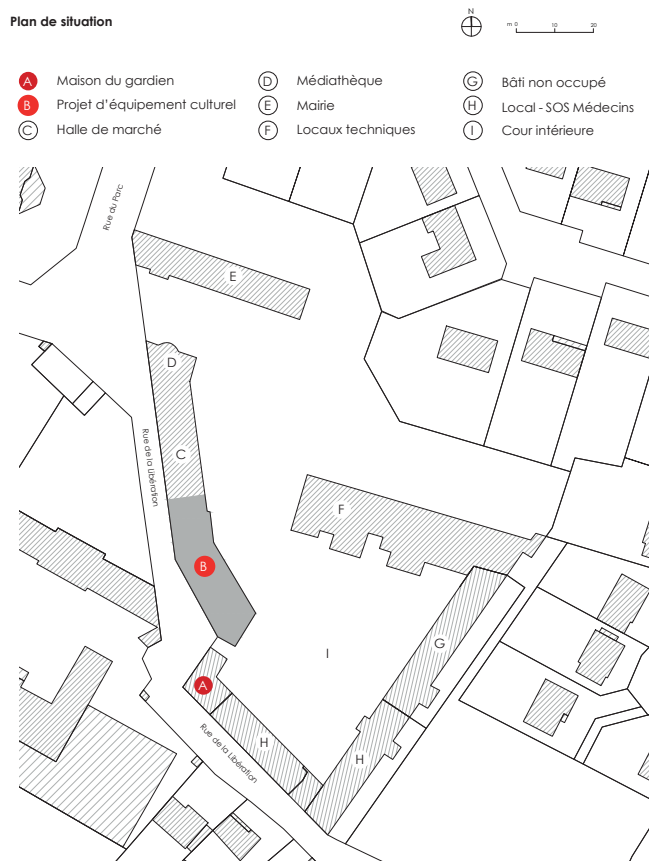 Plan de situation
N
m 0 10 20
A Maison du gardien
B Projet d'équipement culturel
C Halle de marché
D Médiathèque
E Mairie
F Locaux techniques
G Bâti non occupé
H Local - SOS Médecins
I Cour intérieure
Rue du Parc
E
D
Rue de la Libération
C
F
B
I
G
A
Rue de la Libération
H
H